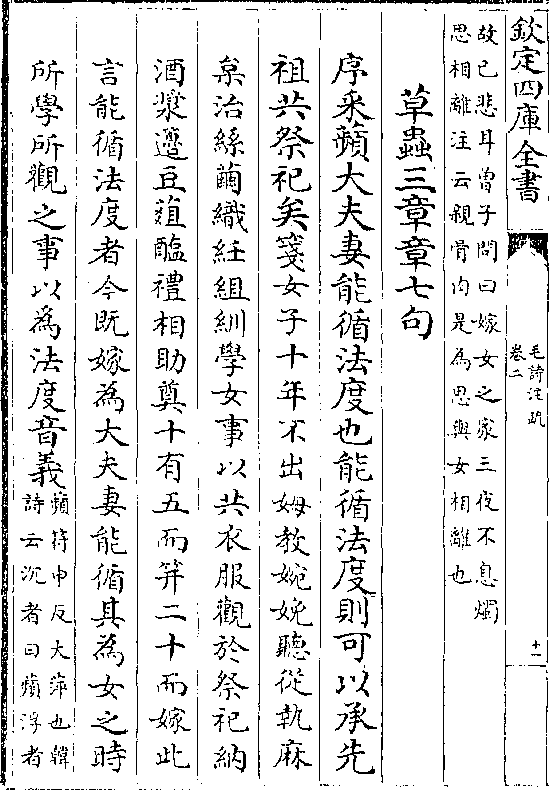 欽定四庫全書
毛詩注疏
卷二
十一
故已悲耳曾子問曰嫁女之家三夜不息燭
思相離注云親骨肉是為思與女相離也
草蟲三章章七句
序采蘋大夫妻能循法度也能循法度則可以承先
祖共祭祀矣箋女子十年不出姆教婉娩聽從執麻
枲治絲繭織紝組紃學女事以共衣服觀於祭祀納
酒漿籩豆菹醢禮相助奠十有五而笄二十而嫁此
言能循法度者今既嫁為大夫妻能循其為女之時
所學所觀之事以為法度音義蘋符申反大萍也韓
詩云沉者曰蘋浮者